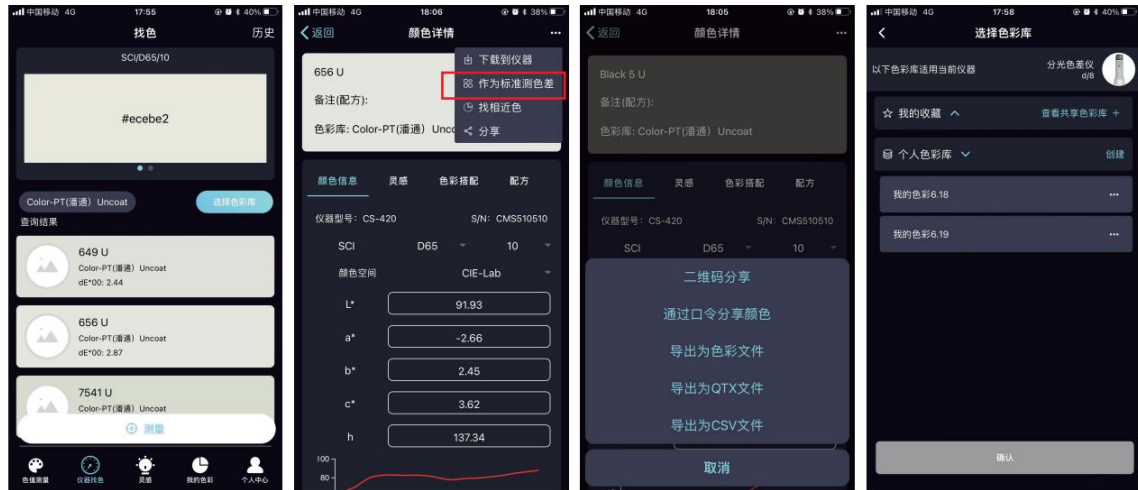 中国移动 4G 17:55 40%
找色 历史
SCI/D65/10
#ecebe2
Color-PT(潘通) Uncoat 选择色彩库
查询结果
649 U
Color-PT(潘通) Uncoat
dE*00: 2.44
656 U
Color-PT(潘通) Uncoat
dE*00: 2.87
7541 U
Color-PT(潘通) Uncoat
测量
色值测量 仪器找色 灵感 我的色彩 个人中心
中国移动 4G 18:06 38%
返回 颜色详情 ...
下载到仪器
656 U
作为标准测色差
备注(配方):
找相近色
色彩库: Color-PT(潘通) Unco
分享
颜色信息 灵感 色彩搭配 配方
仪器型号: CS-420 S/N: CMS510510
SCI D65 10
颜色空间 CIE-Lab
L* 91.93
a* -2.66
b* 2.45
c* 3.62
h 137.34
100
80
中国移动 4G 18:05 38%
返回 颜色详情 ...
Black 5 U
备注(配方):
色彩库: Color-PT(潘通) Uncoat
颜色信息 灵感 色彩搭配 配方
仪器型号: CS-420 S/N: CMS510510
SCI D65 10
二维码分享
通过口令分享颜色
导出为色彩文件
导出为QTX文件
导出为CSV文件
取消
中国移动 4G 17:58 40%
选择色彩库
以下色彩库适用当前仪器 分光色差仪
d/8
我的收藏 查看共享色彩库 +
个人色彩库 创建
我的色彩6.18 ...
我的色彩6.19 ...
确认